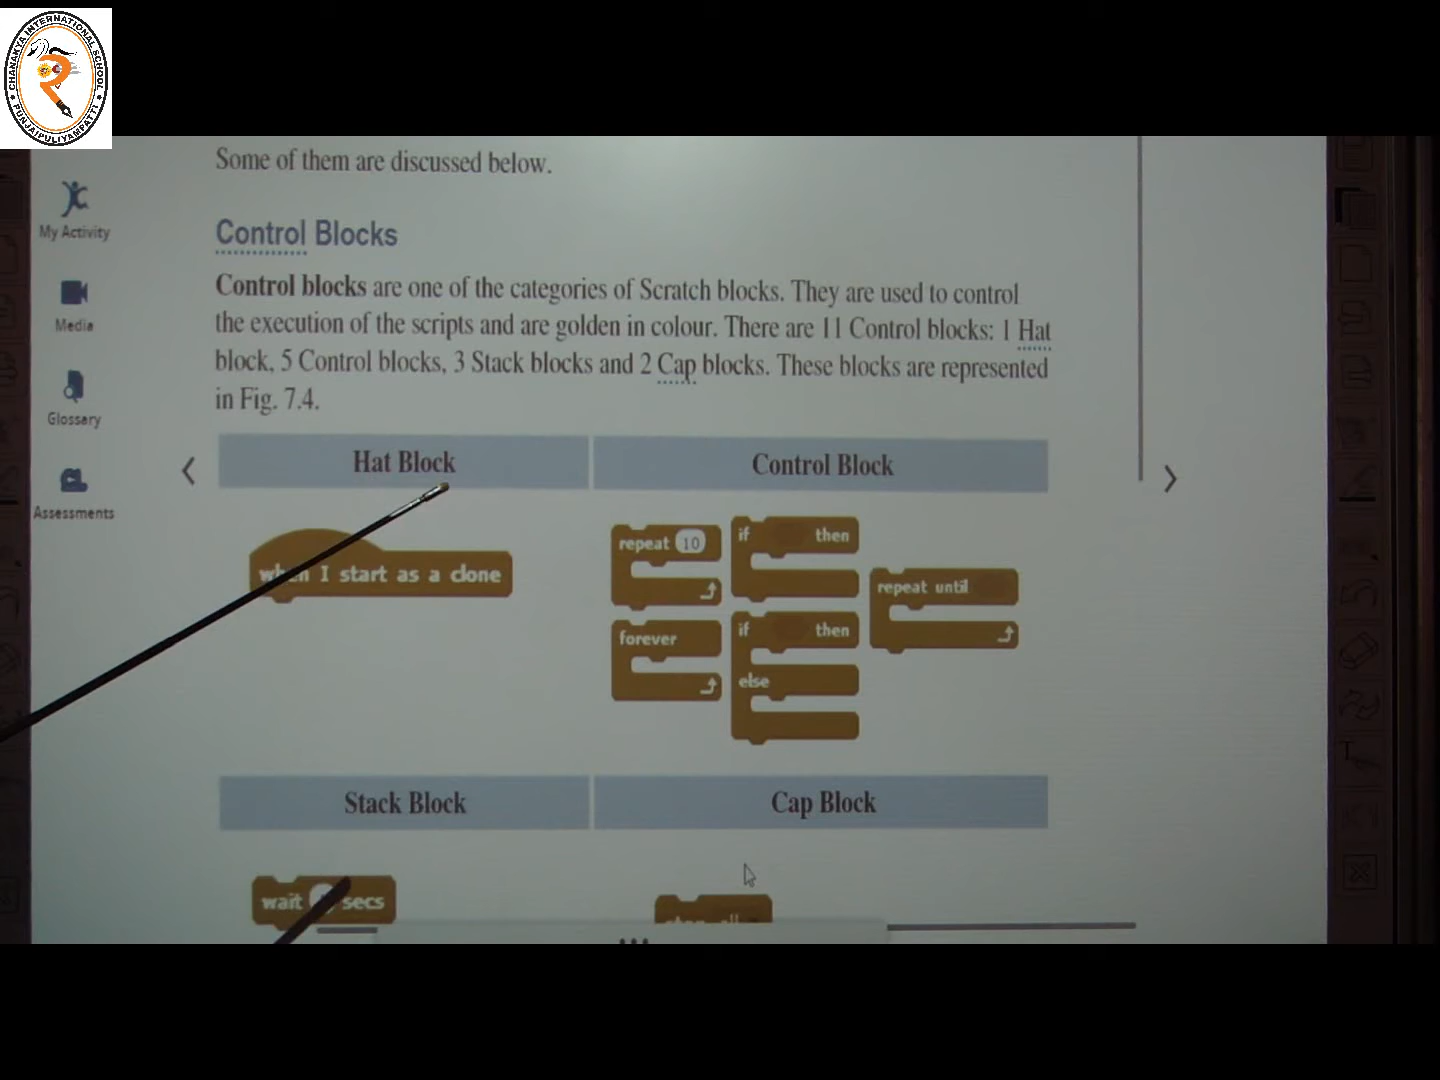 CHANAKYA INTERNATIONAL SCHOOL
PUNJAIPULIYAMPATTI
Some of them are discussed below.
My Activity
Control Blocks
Control blocks are one of the categories of Scratch blocks. They are used to control
the execution of the scripts and are golden in colour. There are 11 Control blocks: 1 Hat
block, 5 Control blocks, 3 Stack blocks and 2 Cap blocks. These blocks are represented
in Fig. 7.4.
Media
Glossary
Assessments
Hat Block
Control Block
when I start as a clone
repeat 10
if then
repeat until
forever
if then
else
Stack Block
Cap Block
wait secs
stop all